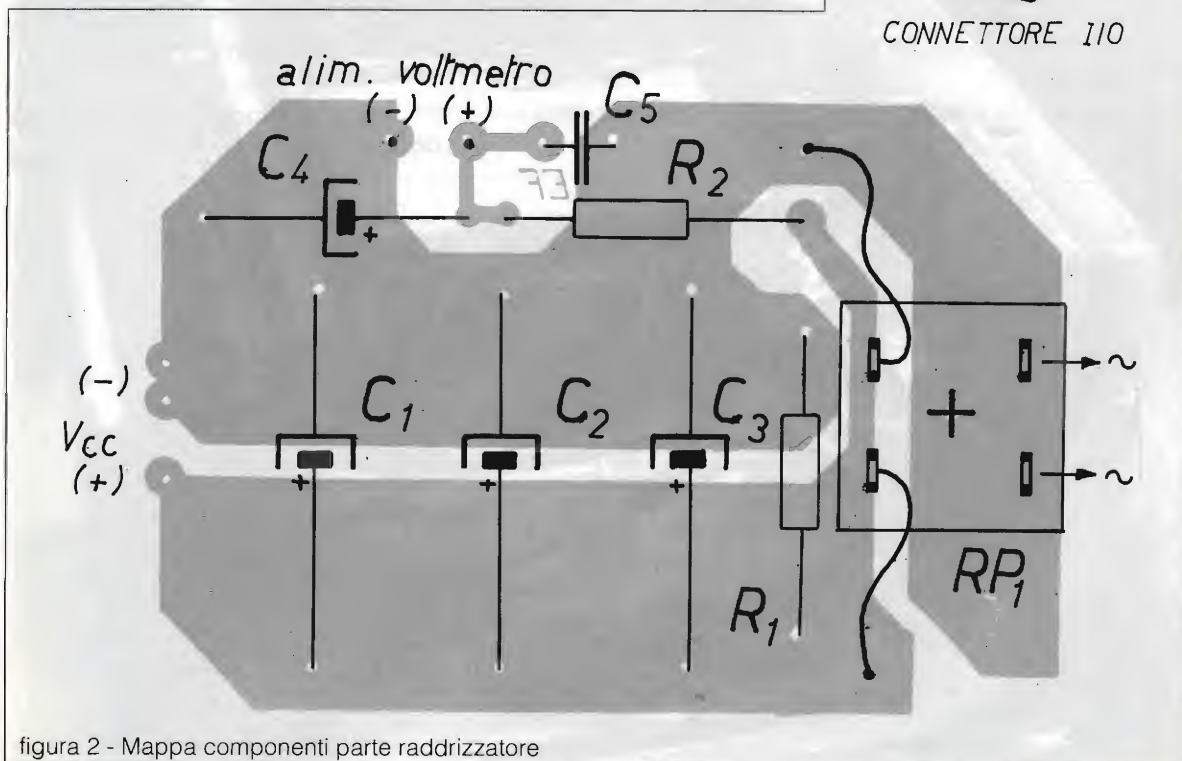 CONNETTORE I10
alim. voltmetro
(-) (+)
C5
C4
R2
EF
+
(-)
Vcc
(+)
C1
C2
C3
+
+
+
+
~
~
R1
RP1
figura 2 - Mappa componenti parte raddrizzatore